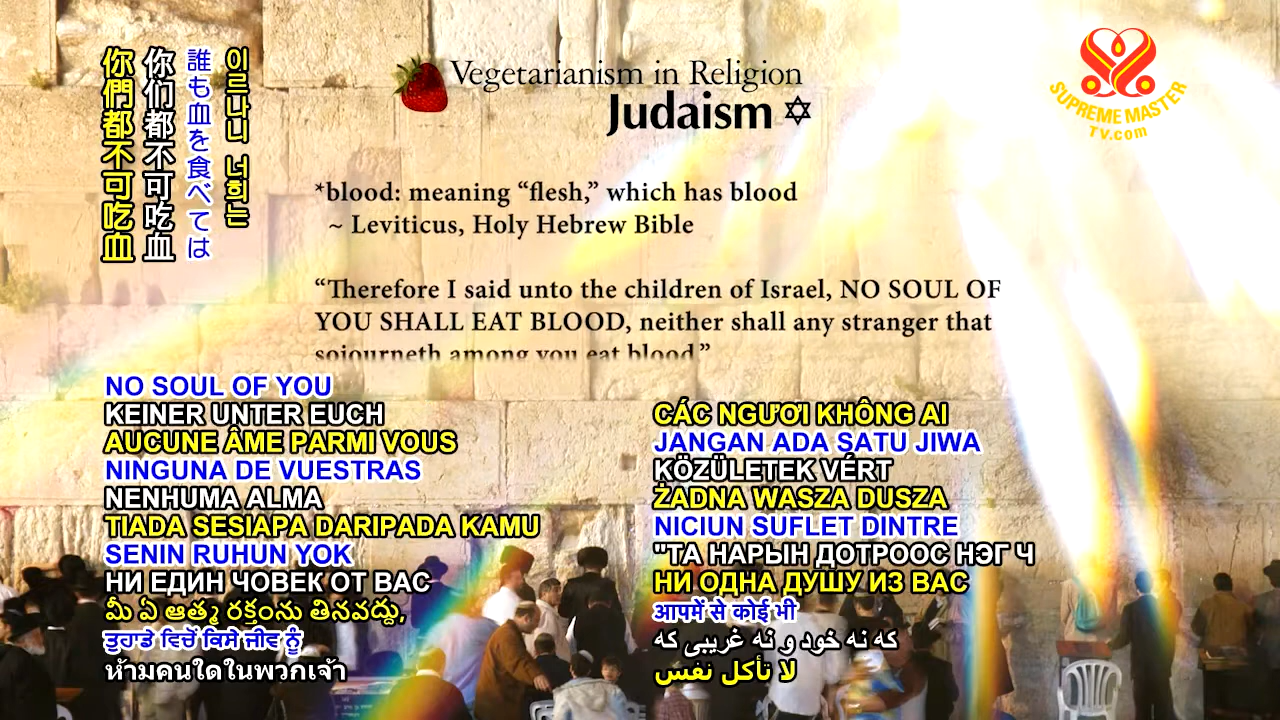 이르나니 너희는
誰も血を食べては
你们都不可吃血
你們都不可吃血
Vegetarianism in Religion
Judaism
SUPREME MASTER
TV.com
*blood: meaning “flesh,” which has blood
~ Leviticus, Holy Hebrew Bible
“Therefore I said unto the children of Israel, NO SOUL OF
YOU SHALL EAT BLOOD, neither shall any stranger that
sojourneth among you eat blood.”
NO SOUL OF YOU
KEINER UNTER EUCH
AUCUNE ÂME PARMI VOUS
NINGUNA DE VUESTRAS
NENHUMA ALMA
TIADA SESIAPA DARIPADA KAMU
SENIN RUHUN YOK
НИ ЕДИН ЧОВЕК ОТ ВАС
మీ ఏ ఆత్మ రక్తంను తినవద్దు,
ਤੁਹਾਡੇ ਵਿਚੋਂ ਕਿਸੇ ਜੀਵ ਨੂੰ
ห้ามคนใดในพวกเจ้า
CÁC NGƯƠI KHÔNG AI
JANGAN ADA SATU JIWA
KÖZÜLETEK VÉRT
ŻADNA WASZA DUSZA
NICIUN SUFLET DINTRE
"ТА НАРЫН ДОТРООС НЭГ Ч
НИ ОДНА ДУШУ ИЗ ВАС
आपमें से कोई भी
که نه خود و نه غریبی که
لا تأكل نفس